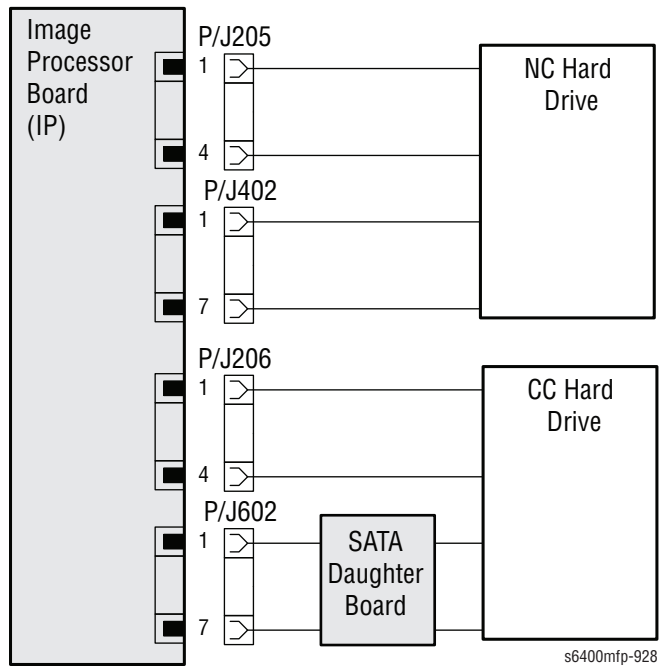 Image
Processor
Board
(IP)
P/J205
1
4
P/J402
1
7
NC Hard
Drive
P/J206
1
4
P/J602
1
7
SATA
Daughter
Board
CC Hard
Drive
s6400mfp-928